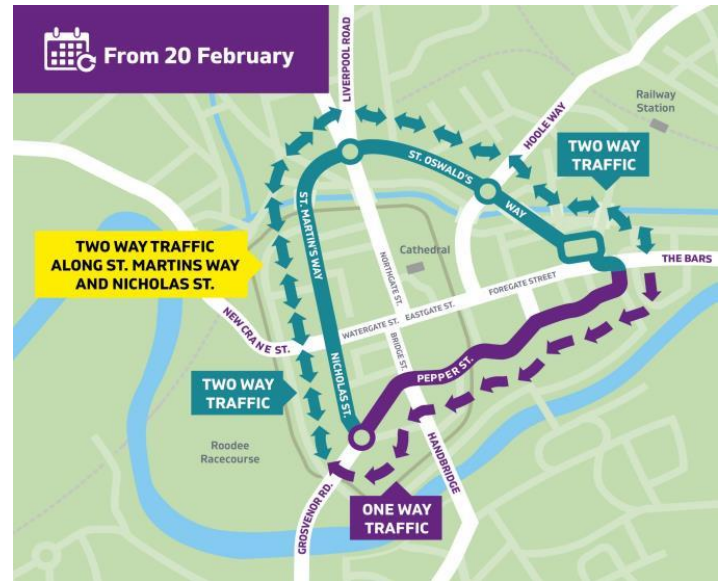 From 20 February
LIVERPOOL ROAD
HOOLE WAY
Railway
Station
TWO WAY
TRAFFIC
ST. OSWALD'S
WAY
ST. MARTIN'S WAY
TWO WAY TRAFFIC
ALONG ST. MARTINS WAY
AND NICHOLAS ST.
Cathedral
NORTHGATE ST.
THE BARS
FOREGATE STREET
EASTGATE ST.
WATERGATE ST.
NEW CRANE ST.
BRIDGE ST.
NICHOLAS ST.
PEPPER ST.
TWO WAY
TRAFFIC
Roodee
Racecourse
HANDBRIDGE
GROSVENOR RD.
ONE WAY
TRAFFIC